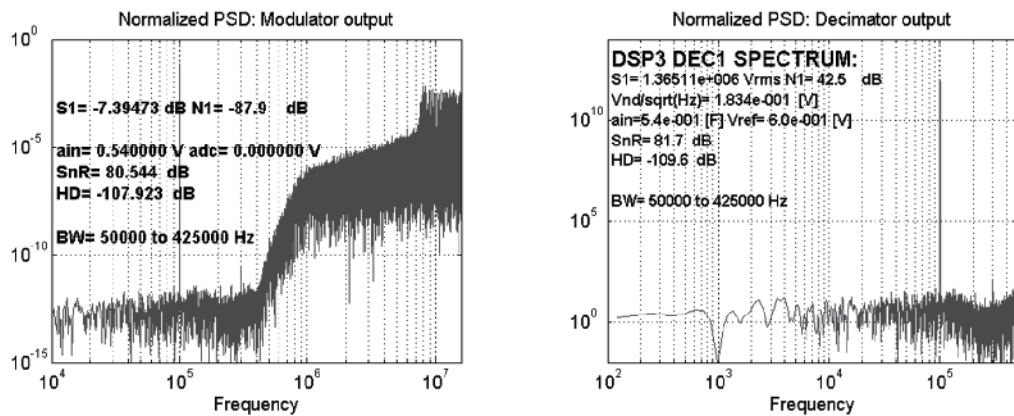 Normalized PSD: Modulator output
10^0
S1= -7.39473 dB N1= -87.9 dB
10^-5
ain= 0.540000 V adc= 0.000000 V
SnR= 80.544 dB
HD= -107.923 dB
BW= 50000 to 425000 Hz
10^-10
10^-15
10^4 10^5 10^6 10^7
Frequency
Normalized PSD: Decimator output
DSP3 DEC1 SPECTRUM:
S1= 1.36511e+006 Vrms N1= 42.5 dB
Vnd/sqrt(Hz)= 1.834e-001 [V]
10^10
ain=5.4e-001 [F] Vref= 6.0e-001 [V]
SnR= 81.7 dB
HD= -109.6 dB
BW= 50000 to 425000 Hz
10^5
10^0
10^2 10^3 10^4 10^5
Frequency